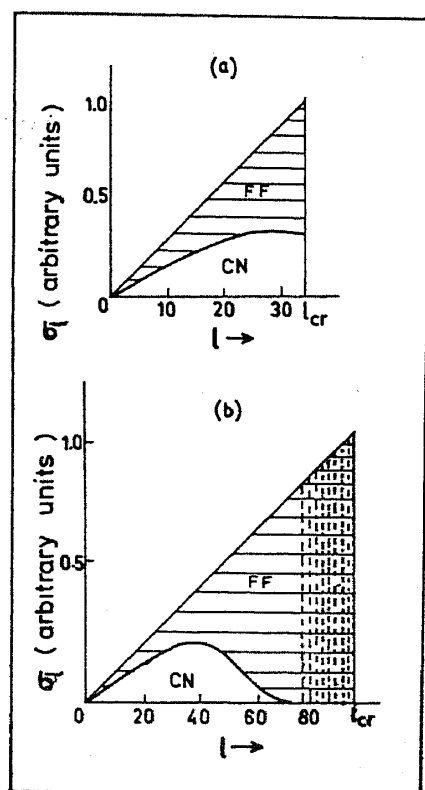 (a)
1.0
0.5
FF
CN
0 10 20 30 lcr
l →
σl (arbitrary units)
(b)
1.0
0.5
FF
CN
0 20 40 60 80 lcr
l →
σl (arbitrary units)